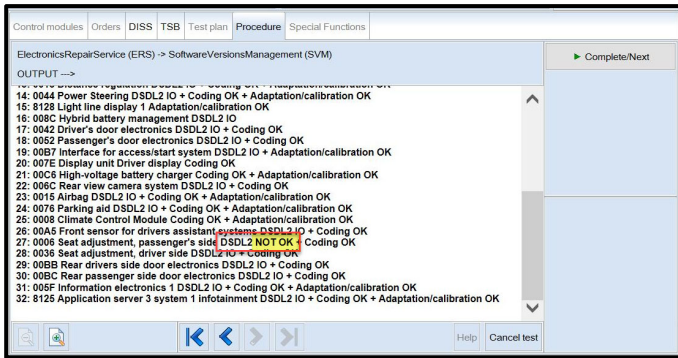 Control modules Orders DISS TSB Test plan Procedure Special Functions
ElectronicsRepairService (ERS) -> SoftwareVersionsManagement (SVM)
OUTPUT --->
Complete/Next
14: 0044 Power Steering DSDL2 IO + Coding OK + Adaptation/calibration OK
15: 8128 Light line display 1 Adaptation/calibration OK
16: 008C Hybrid battery management DSDL2 IO
17: 0042 Driver's door electronics DSDL2 IO + Coding OK
18: 0052 Passenger's door electronics DSDL2 IO + Coding OK
19: 00B7 Interface for access/start system DSDL2 IO + Adaptation/calibration OK
20: 007E Display unit Driver display Coding OK
21: 00C6 High-voltage battery charger Coding OK + Adaptation/calibration OK
22: 006C Rear view camera system DSDL2 IO + Coding OK
23: 0015 Airbag DSDL2 IO + Coding OK + Adaptation/calibration OK
24: 0076 Parking aid DSDL2 IO + Coding OK + Adaptation/calibration OK
25: 0008 Climate Control Module Coding OK + Adaptation/calibration OK
26: 00A5 Front sensor for drivers assistant systems DSDL2 IO + Coding OK
27: 0006 Seat adjustment, passenger's side DSDL2 NOT OK + Coding OK
28: 0036 Seat adjustment, driver side DSDL2 IO + Coding OK
29: 00BB Rear drivers side door electronics DSDL2 IO + Coding OK
30: 00BC Rear passenger side door electronics DSDL2 IO + Coding OK
31: 005F Information electronics 1 DSDL2 IO + Coding OK + Adaptation/calibration OK
32: 8125 Application server 3 system 1 infotainment DSDL2 IO + Coding OK + Adaptation/calibration OK
Help Cancel test